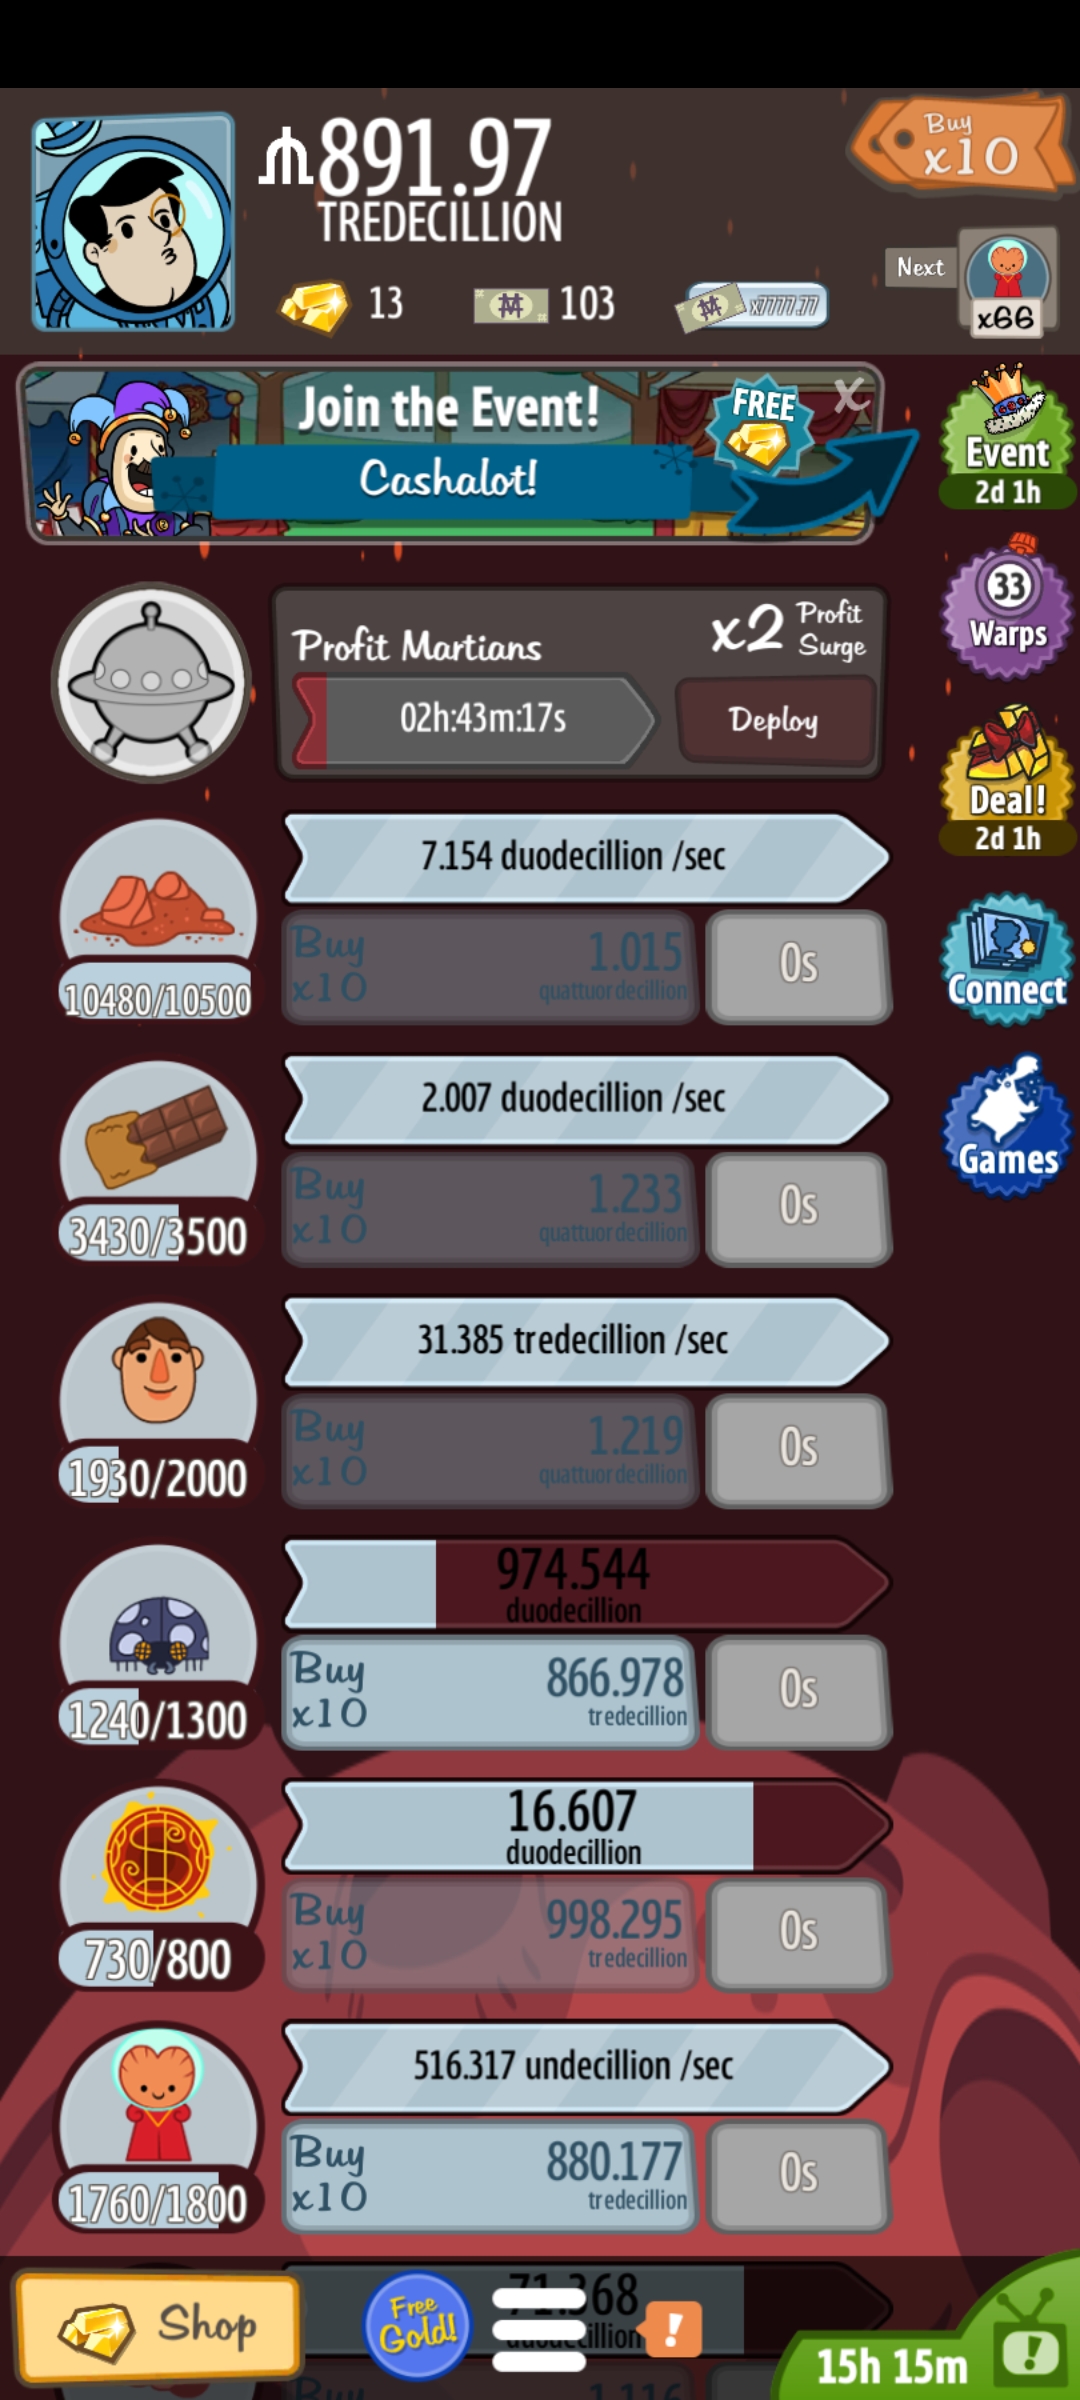 ₼891.97
TREDECILLION
13
103
x7777.77
Buy
x10
Next
x66
Join the Event!
Cashalot!
FREE
X
Event
2d 1h
Profit Martians
x2 Profit
Surge
02h:43m:17s
Deploy
33
Warps
Deal!
2d 1h
7.154 duodecillion /sec
10480/10500
Buy
x10
1.015
quattuordecillion
0s
Connect
2.007 duodecillion /sec
3430/3500
Buy
x10
1.233
quattuordecillion
0s
Games
31.385 tredecillion /sec
1930/2000
Buy
x10
1.219
quattuordecillion
0s
974.544
duodecillion
1240/1300
Buy
x10
866.978
tredecillion
0s
16.607
duodecillion
730/800
Buy
x10
998.295
tredecillion
0s
516.317 undecillion /sec
1760/1800
Buy
x10
880.177
tredecillion
0s
Shop
Free
Gold!
!
15h 15m
!